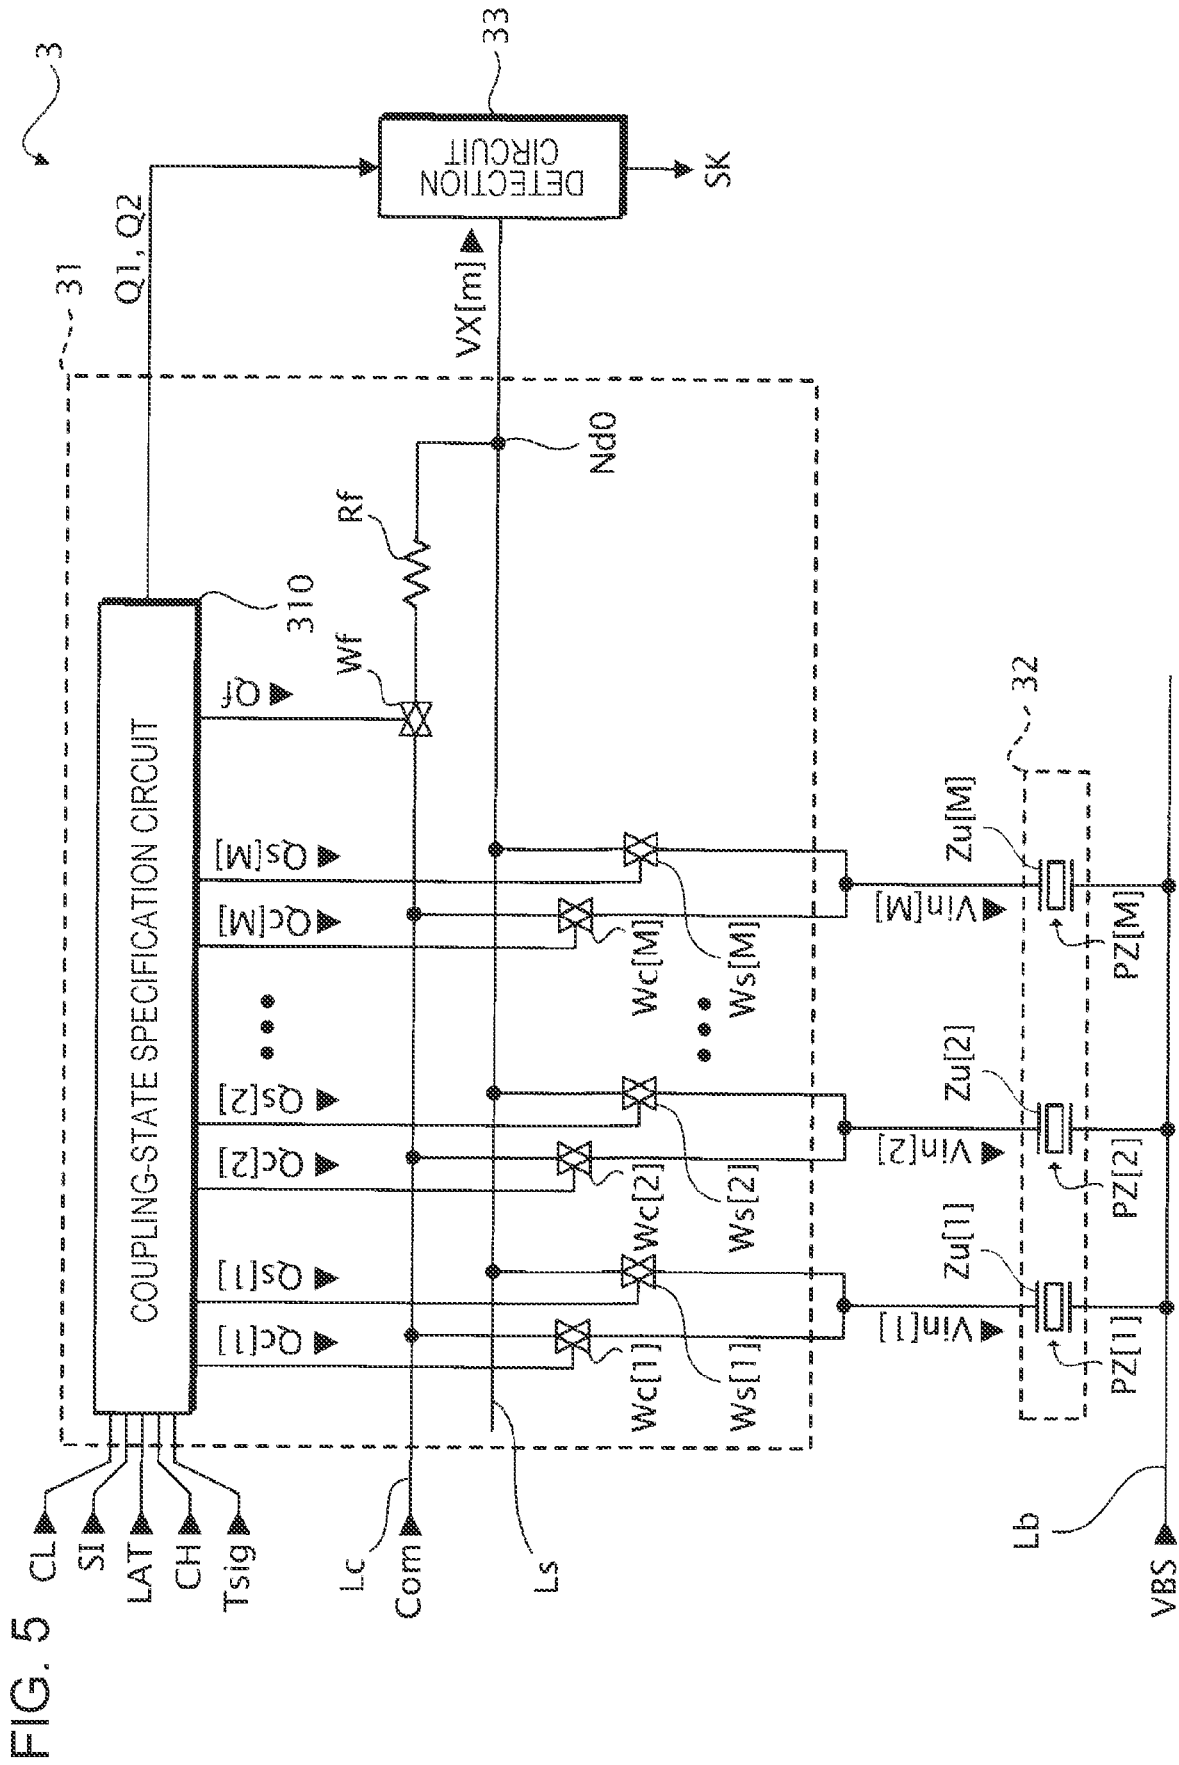 FIG. 5
3
CL
SI
LAT
CH
Tsig
COUPLING-STATE SPECIFICATION CIRCUIT
310
31
Q1, Q2
33
DETECTION
CIRCUIT
SK
VX[m]
Qc[1]
Qs[1]
Qc[2]
Qs[2]
Qc[M]
Qs[M]
Qf
Wf
Rf
Nd0
Lc
Com
Ls
Wc[1]
Ws[1]
Wc[2]
Ws[2]
Wc[M]
Ws[M]
Vin[1]
Vin[2]
Vin[M]
Zu[1]
Zu[2]
Zu[M]
32
PZ[1]
PZ[2]
PZ[M]
Lb
VBS